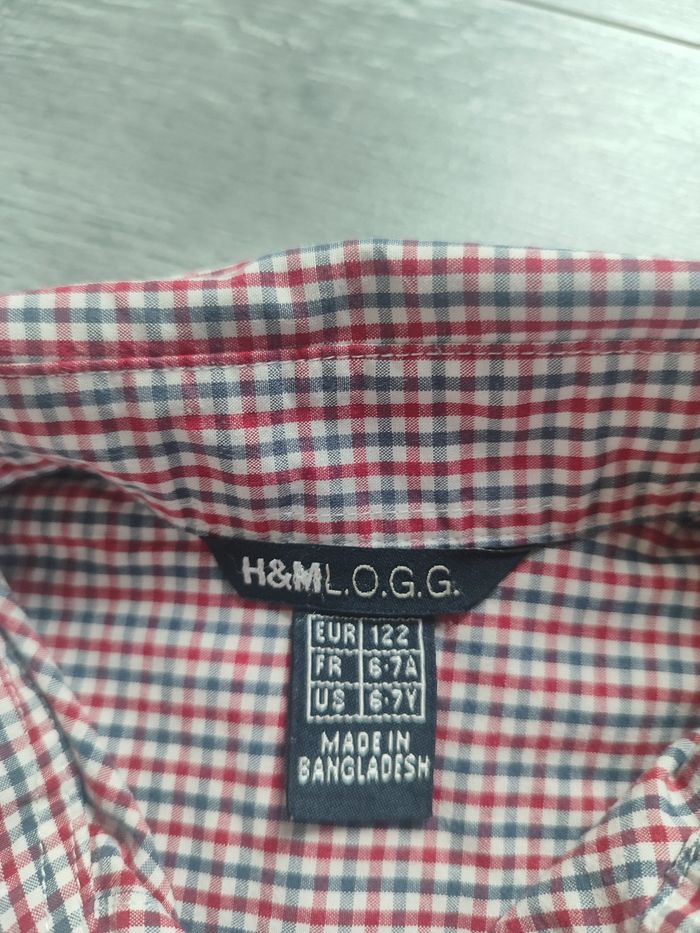 H&M L.O.G.G.
EUR 122
FR 6-7A
US 6-7Y
MADE IN
BANGLADESH